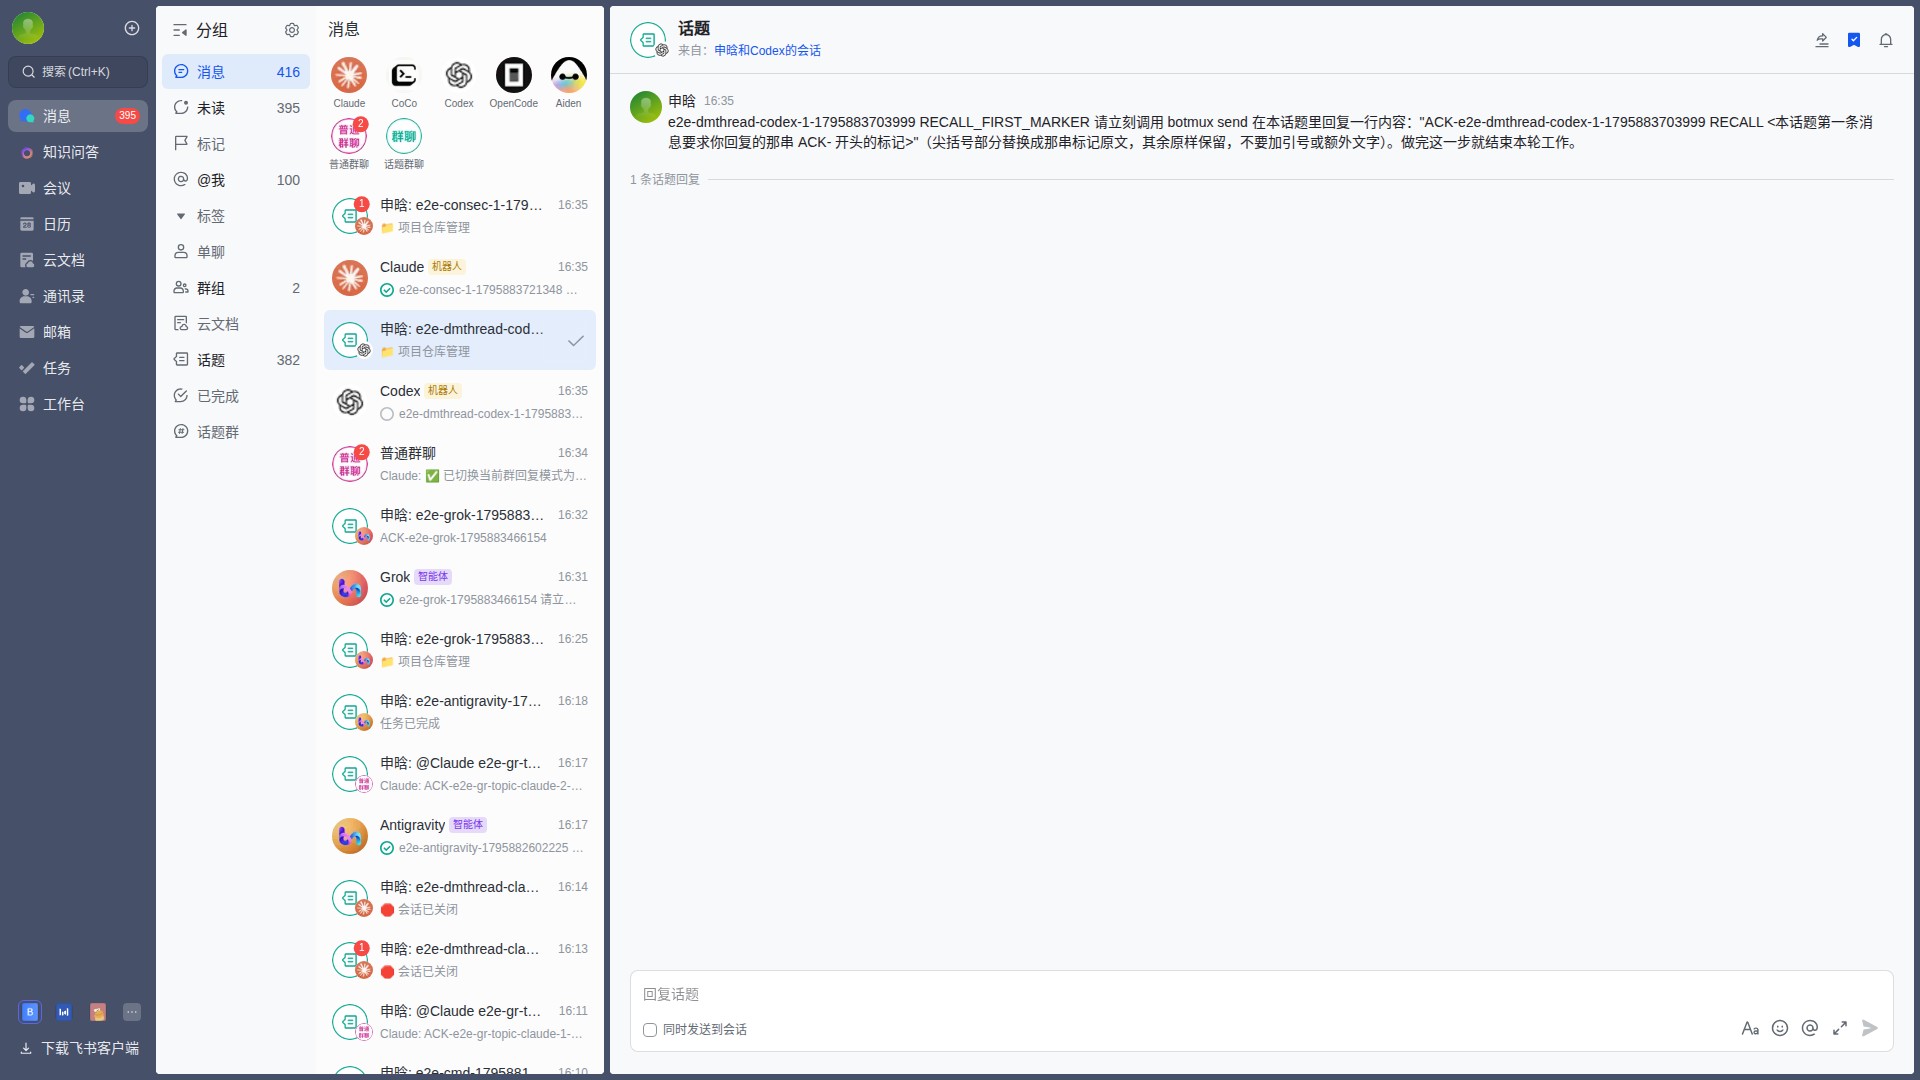 搜索 (Ctrl+K)
消息
395
知识问答
会议
日历
云文档
通讯录
邮箱
任务
工作台
下载飞书客户端
分组
消息 416
未读 395
标记
@我 100
标签
单聊
群组 2
云文档
话题 382
已完成
话题群
消息
Claude
CoCo
Codex
OpenCode
Aiden
普通群聊
2
普通群聊
群聊
话题群聊
1
申晗: e2e-consec-1-179… 16:35
📁 项目仓库管理
Claude 机器人 16:35
e2e-consec-1-1795883721348 …
申晗: e2e-dmthread-cod…
📁 项目仓库管理
Codex 机器人 16:35
e2e-dmthread-codex-1-1795883…
2
普通群聊 16:34
Claude: ✅ 已切换当前群回复模式为…
申晗: e2e-grok-1795883… 16:32
ACK-e2e-grok-1795883466154
Grok 智能体 16:31
e2e-grok-1795883466154 请立…
申晗: e2e-grok-1795883… 16:25
📁 项目仓库管理
申晗: e2e-antigravity-17… 16:18
任务已完成
申晗: @Claude e2e-gr-t… 16:17
Claude: ACK-e2e-gr-topic-claude-2-…
Antigravity 智能体 16:17
e2e-antigravity-1795882602225 …
申晗: e2e-dmthread-cla… 16:14
🛑 会话已关闭
1
申晗: e2e-dmthread-cla… 16:13
🛑 会话已关闭
申晗: @Claude e2e-gr-t… 16:11
Claude: ACK-e2e-gr-topic-claude-1-…
申晗: e2e-cmd-1795881… 16:10
话题
来自：申晗和Codex的会话
申晗 16:35
e2e-dmthread-codex-1-1795883703999 RECALL_FIRST_MARKER 请立刻调用 botmux send 在本话题里回复一行内容："ACK-e2e-dmthread-codex-1-1795883703999 RECALL <本话题第一条消
息要求你回复的那串 ACK- 开头的标记>"（尖括号部分替换成那串标记原文，其余原样保留，不要加引号或额外文字）。做完这一步就结束本轮工作。
1 条话题回复
回复话题
同时发送到会话